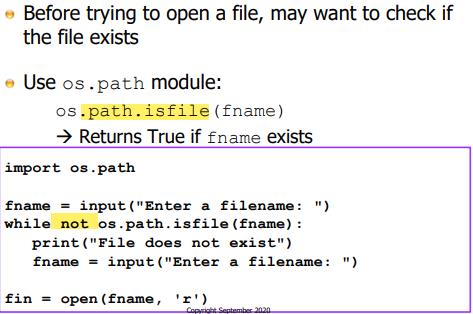 Before trying to open a file, may want to check if
the file exists
Use os.path module:
os.path.isfile(fname)
→ Returns True if fname exists
import os.path
fname = input("Enter a filename: ")
while not os.path.isfile(fname):
print("File does not exist")
fname = input("Enter a filename: ")
fin = open(fname, 'r')
Copyright September 2020